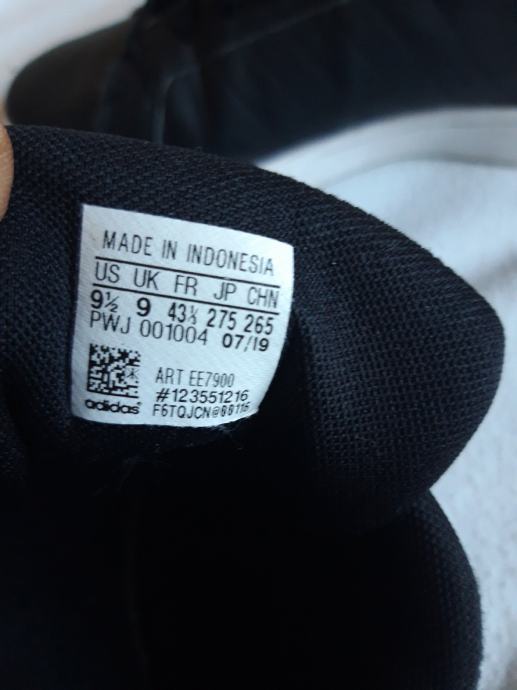 MADE IN INDONESIA
US UK FR JP CHN
9½ 9 43⅓ 275 265
PWJ 001004 07/19
ART EE7900
#123551216
adidas F6TQJCN@00116